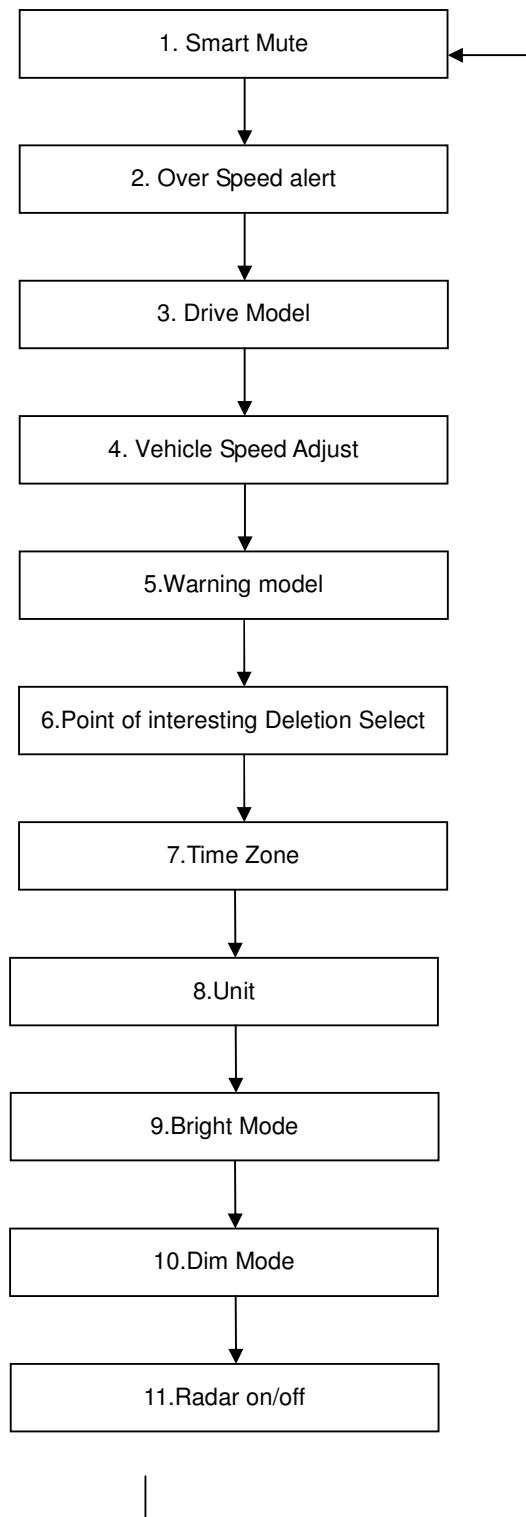 1. Smart Mute
2. Over Speed alert
3. Drive Model
4. Vehicle Speed Adjust
5.Warning model
6.Point of interesting Deletion Select
7.Time Zone
8.Unit
9.Bright Mode
10.Dim Mode
11.Radar on/off